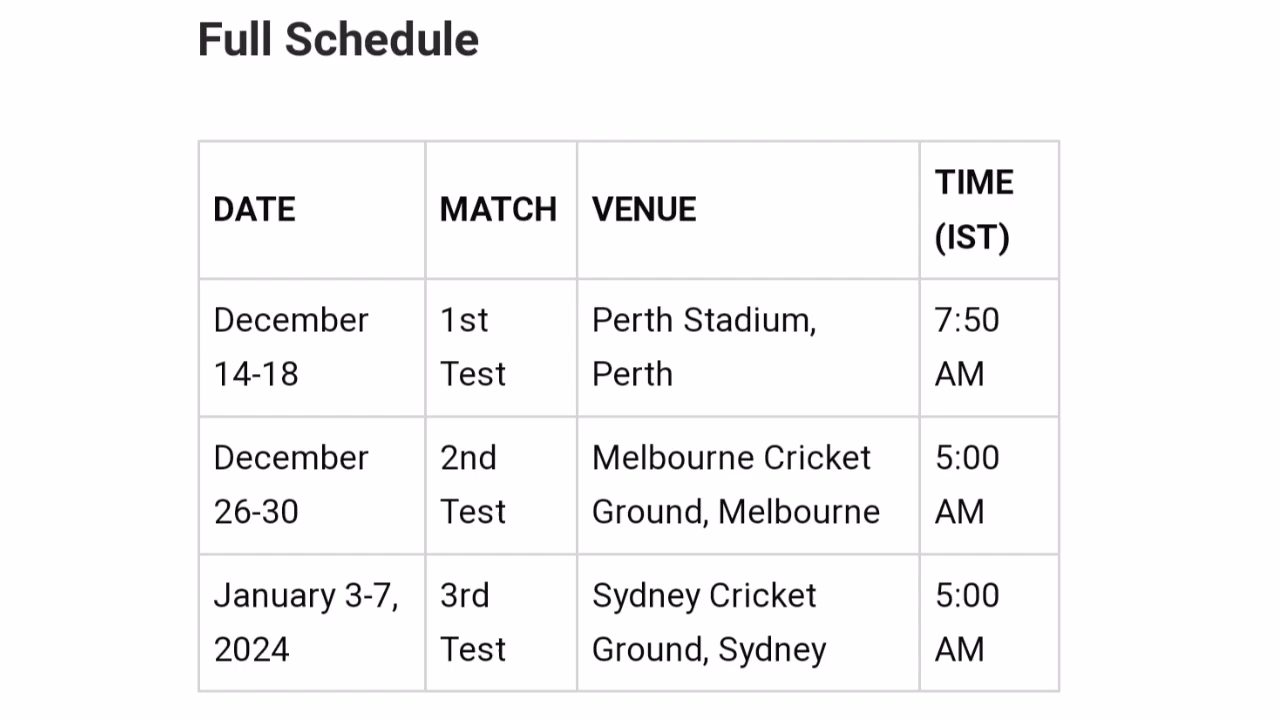 Full Schedule
DATE MATCH VENUE TIME (IST)
December 14-18 1st Test Perth Stadium, Perth 7:50 AM
December 26-30 2nd Test Melbourne Cricket Ground, Melbourne 5:00 AM
January 3-7, 2024 3rd Test Sydney Cricket Ground, Sydney 5:00 AM